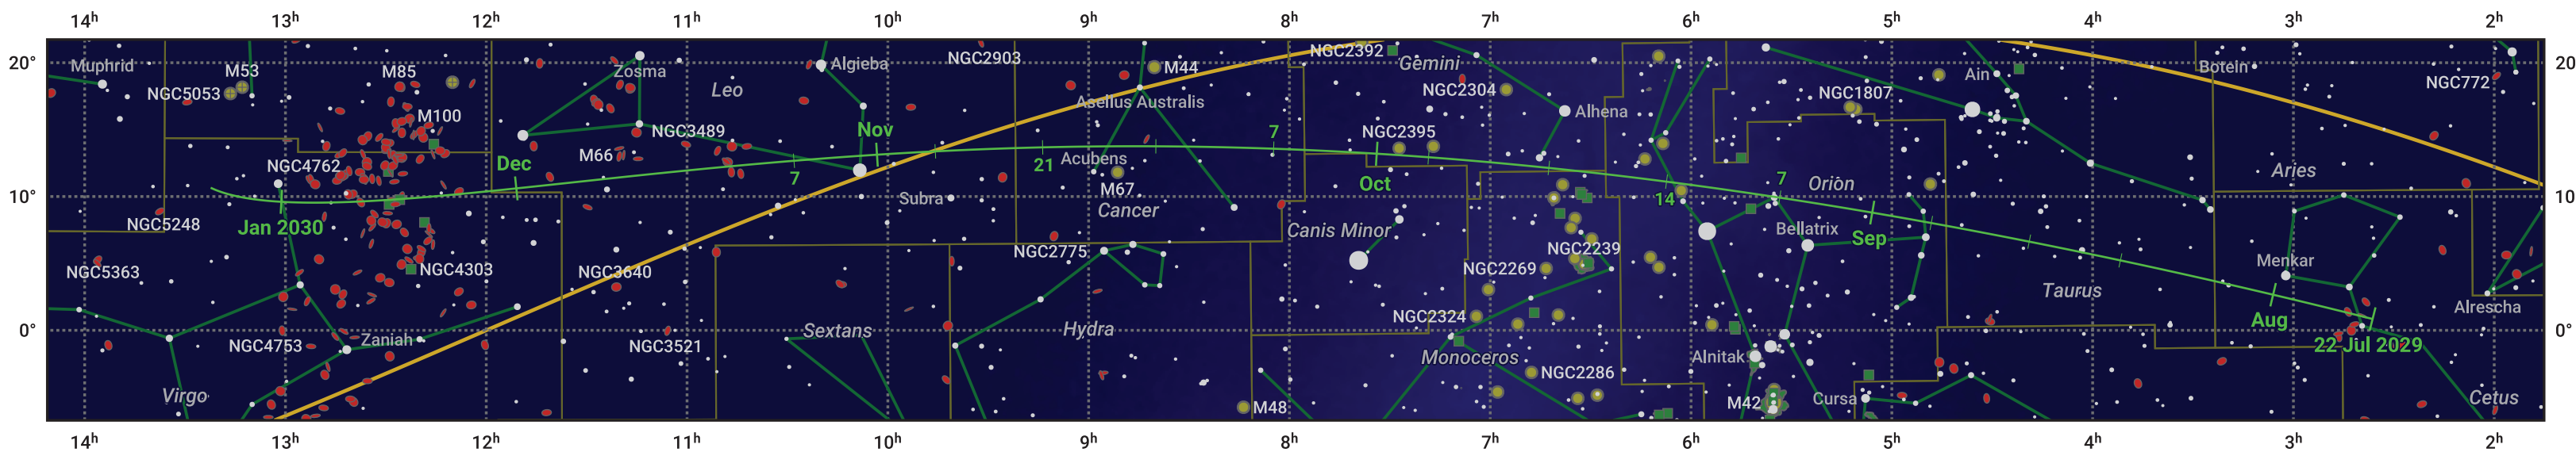 14h 13h 12h 11h 10h 9h 8h 7h 6h 5h 4h 3h 2h
20° NGC2392 20
Muphrid M53 M85 Zosma NGC2903 Algieba M44 Gemini Ain Botein
NGC5053 Leo Asellus Australis NGC2304 NGC1807 NGC772
M100 NGC3489 Nov 7 NGC2395 Alhena
NGC4762 Dec M66 7 21 Acubens Oct 14 7 Orion Aries
10° M67 10
NGC5248 Jan 2030 Subra Cancer Canis Minor Bellatrix Sep
NGC5363 NGC4303 NGC3640 NGC2775 NGC2269 NGC2239 Menkar
Taurus Aug Alrescha
0° NGC4753 Zaniah NGC3521 Sextans Hydra NGC2324 0°
Monoceros Alnitak 22 Jul 2029
Virgo M48 NGC2286 M42 Cursa Cetus
14h 13h 12h 11h 10h 9h 8h 7h 6h 5h 4h 3h 2h